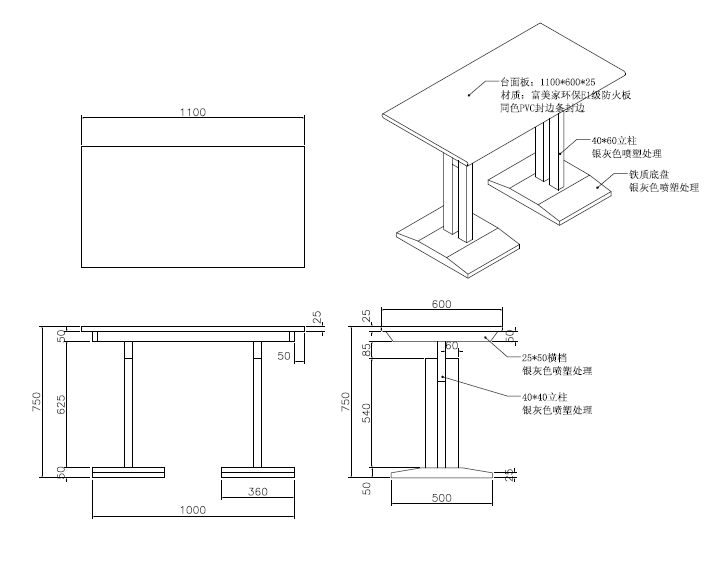 台面板：1100*600*25
材质：富美家环保E1级防火板
同色PVC封边条封边
1100
40*60立柱
银灰色喷塑处理
铁质底盘
银灰色喷塑处理
25
50
50
750
625
50
360
1000
600
25
50
85
60
25*50横档
银灰色喷塑处理
750
540
40*40立柱
银灰色喷塑处理
50
25
500